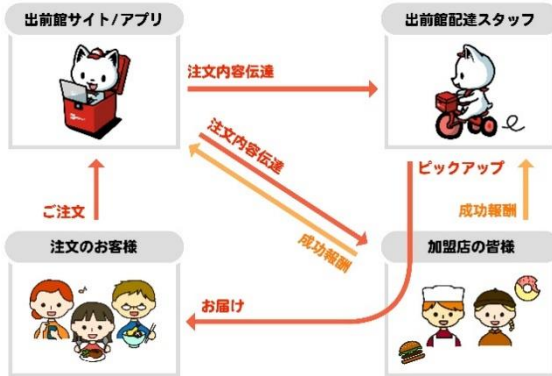 出前館サイト/アプリ
出前館配達スタッフ
注文内容伝達
注文内容伝達
ピックアップ
ご注文
成功報酬
成功報酬
注文のお客様
加盟店の皆様
お届け